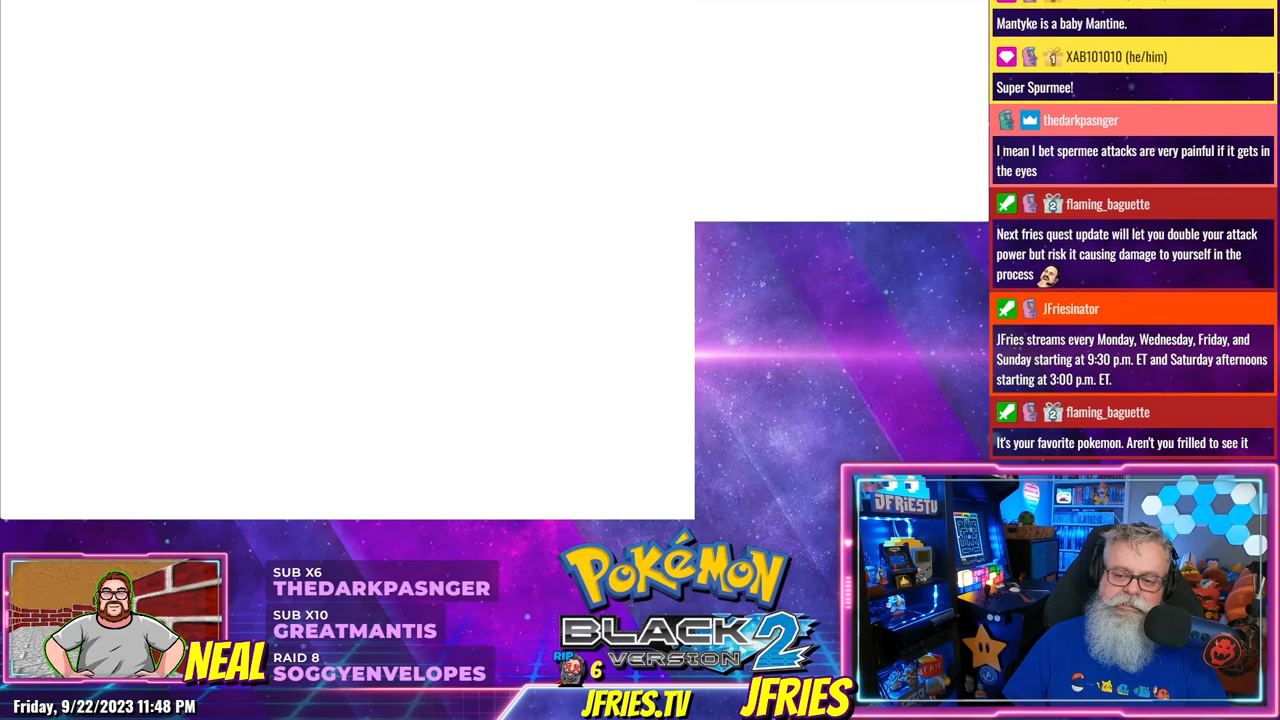 Mantyke is a baby Mantine.
XAB101010 (he/him)
Super Spurmee!
thedarkpasnger
I mean I bet spermee attacks are very painful if it gets in
the eyes
flaming_baguette
Next fries quest update will let you double your attack
power but risk it causing damage to yourself in the
process
JFriesinator
JFries streams every Monday, Wednesday, Friday, and
Sunday starting at 9:30 p.m. ET and Saturday afternoons
starting at 3:00 p.m. ET.
flaming_baguette
It's your favorite pokemon. Aren't you frilled to see it
JFRIESTV
SUB X6
THEDARKPASNGER
SUB X10
GREATMANTIS
RAID 8
SOGGYENVELOPES
NEAL
POKéMON
BLACK 2
VERSION
RIP
6
JFRIES.TV
JFRIES
Friday, 9/22/2023 11:48 PM